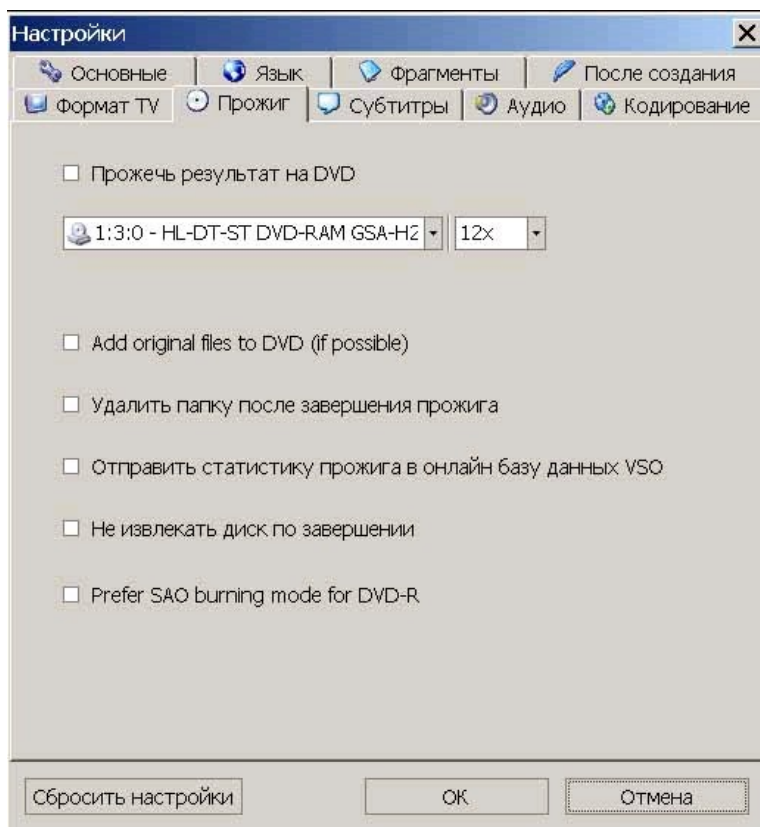 Настройки
Основные Язык Фрагменты После создания
Формат TV Прожиг Субтитры Аудио Кодирование
Прожечь результат на DVD
1:3:0 - HL-DT-ST DVD-RAM GSA-H2 12x
Add original files to DVD (if possible)
Удалить папку после завершения прожига
Отправить статистику прожига в онлайн базу данных VSO
Не извлекать диск по завершении
Prefer SAO burning mode for DVD-R
Сбросить настройки ОК Отмена